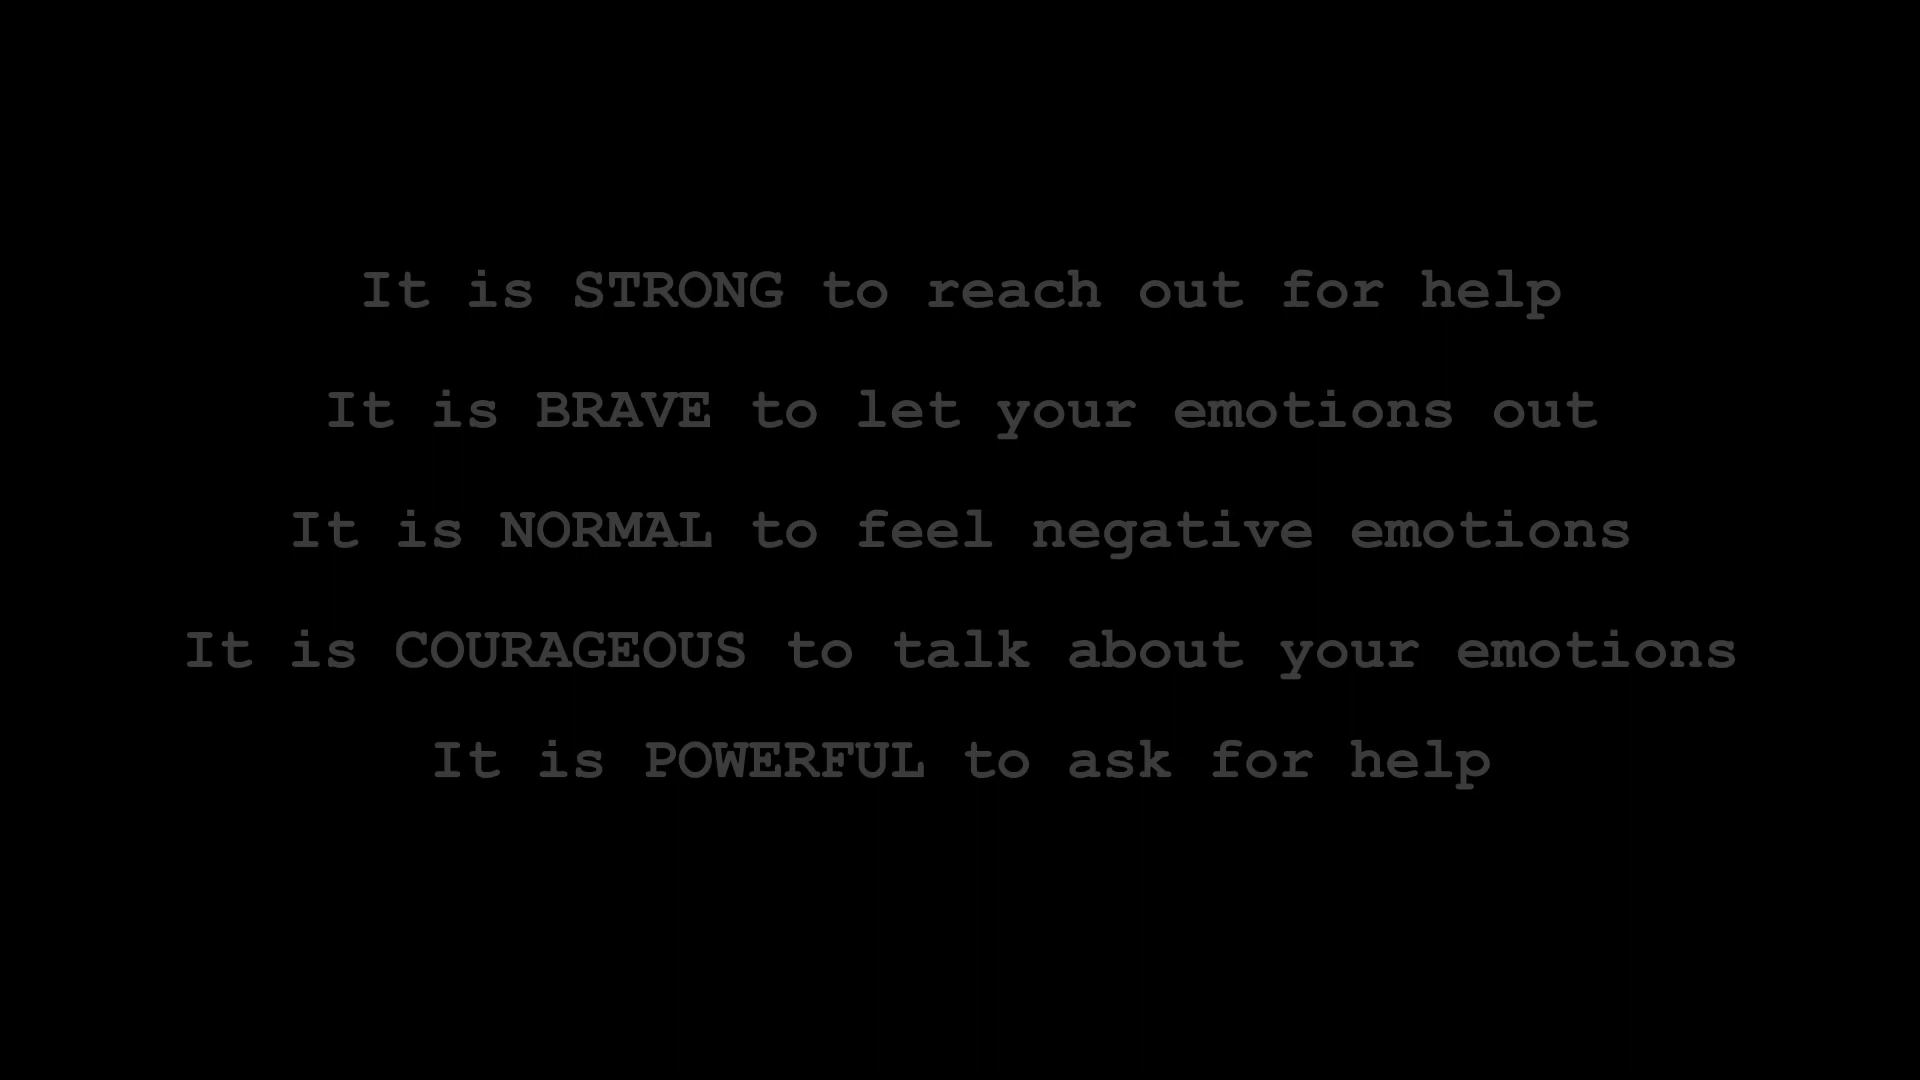 It is STRONG to reach out for help
It is BRAVE to let your emotions out
It is NORMAL to feel negative emotions
It is COURAGEOUS to talk about your emotions
It is POWERFUL to ask for help